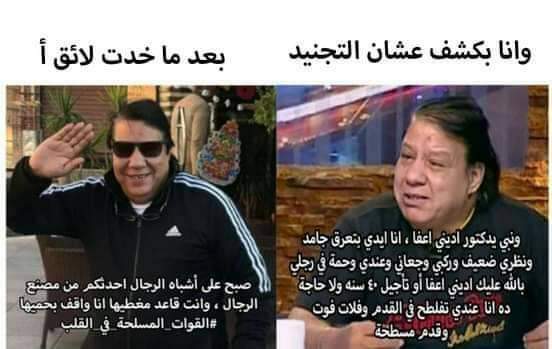 وانا بكشف عشان التجنيد
بعد ما خدت لائق أ
وني يدكتور اديني اعفا ، انا ايدي بتعرق جامد
ونظري ضعيف وركبي وجعاني وعندي وحمة في رجلي
بالله عليك اديني اعفا أو تأجيل ٤٠ سنه ولا حاجة
ده انا عندي تفلطح في القدم وفلات فوت
وقدم مسطحة
صبح على أشباه الرجال احدثكم من مصنع
الرجال ، وانت قاعد مغطيها انا واقف بحميها
#القوات_المسلحة_في_القلب
adidas